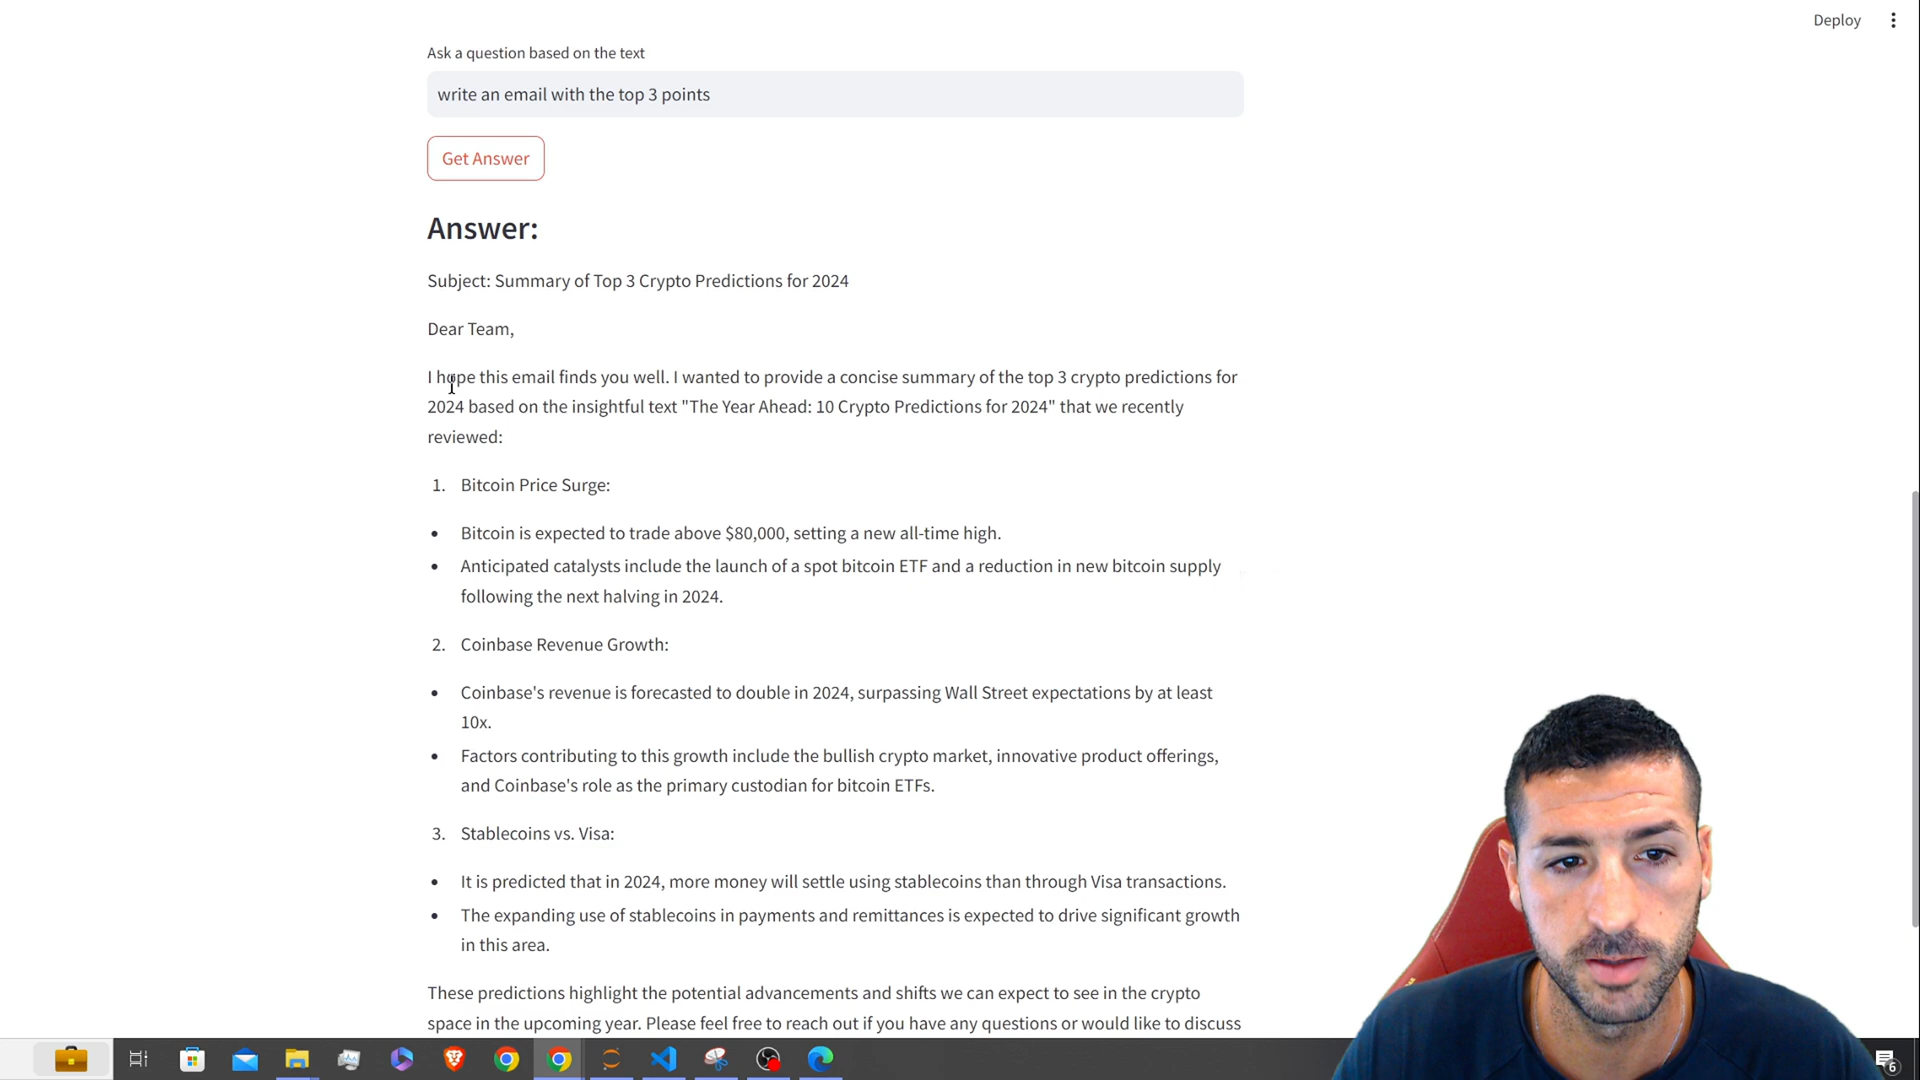 Deploy
Ask a question based on the text
write an email with the top 3 points
Get Answer
Answer:
Subject: Summary of Top 3 Crypto Predictions for 2024
Dear Team,
I hope this email finds you well. I wanted to provide a concise summary of the top 3 crypto predictions for
2024 based on the insightful text "The Year Ahead: 10 Crypto Predictions for 2024" that we recently
reviewed:
1. Bitcoin Price Surge:
• Bitcoin is expected to trade above $80,000, setting a new all-time high.
• Anticipated catalysts include the launch of a spot bitcoin ETF and a reduction in new bitcoin supply
following the next halving in 2024.
2. Coinbase Revenue Growth:
• Coinbase's revenue is forecasted to double in 2024, surpassing Wall Street expectations by at least
10x.
• Factors contributing to this growth include the bullish crypto market, innovative product offerings,
and Coinbase's role as the primary custodian for bitcoin ETFs.
3. Stablecoins vs. Visa:
• It is predicted that in 2024, more money will settle using stablecoins than through Visa transactions.
• The expanding use of stablecoins in payments and remittances is expected to drive significant growth
in this area.
These predictions highlight the potential advancements and shifts we can expect to see in the crypto
space in the upcoming year. Please feel free to reach out if you have any questions or would like to discuss
6